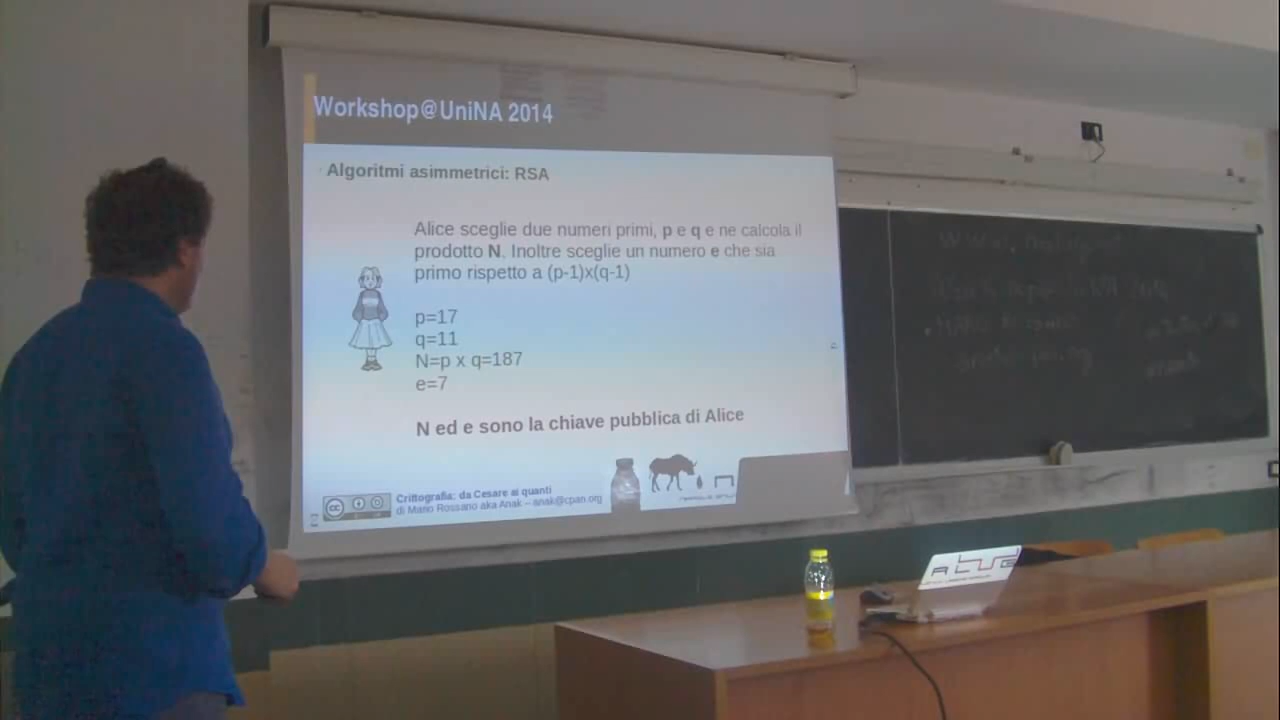 Workshop@UniNA 2014
Algoritmi asimmetrici: RSA
Alice sceglie due numeri primi, p e q e ne calcola il
prodotto N. Inoltre sceglie un numero e che sia
primo rispetto a (p-1)x(q-1)
p=17
q=11
N=p x q=187
e=7
N ed e sono la chiave pubblica di Alice
Crittografia: da Cesare ai quanti
di Mario Rossano aka Anak – anak@cpan.org
cc